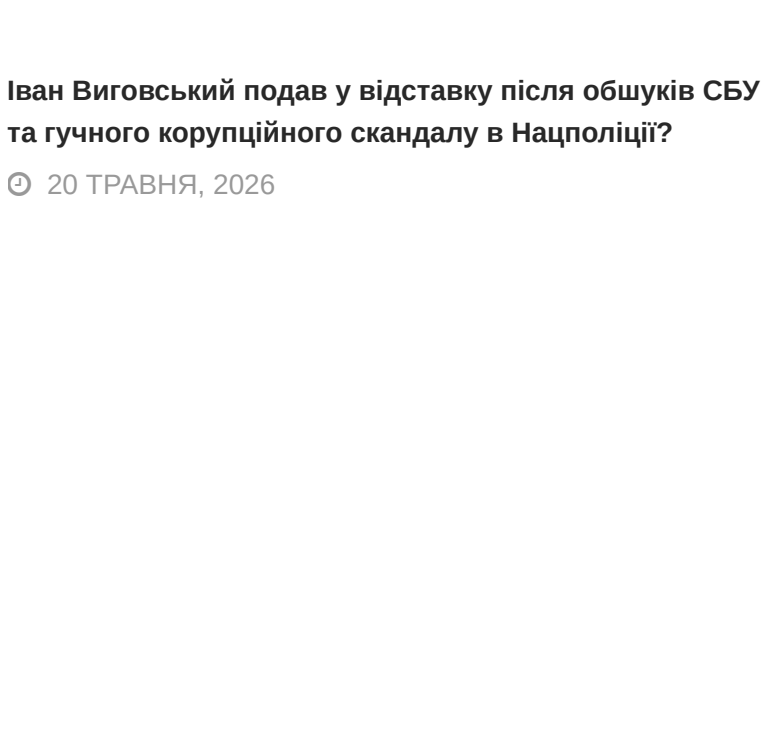 Іван Виговський подав у відставку після обшуків СБУ
та гучного корупційного скандалу в Нацполіції?
20 ТРАВНЯ, 2026